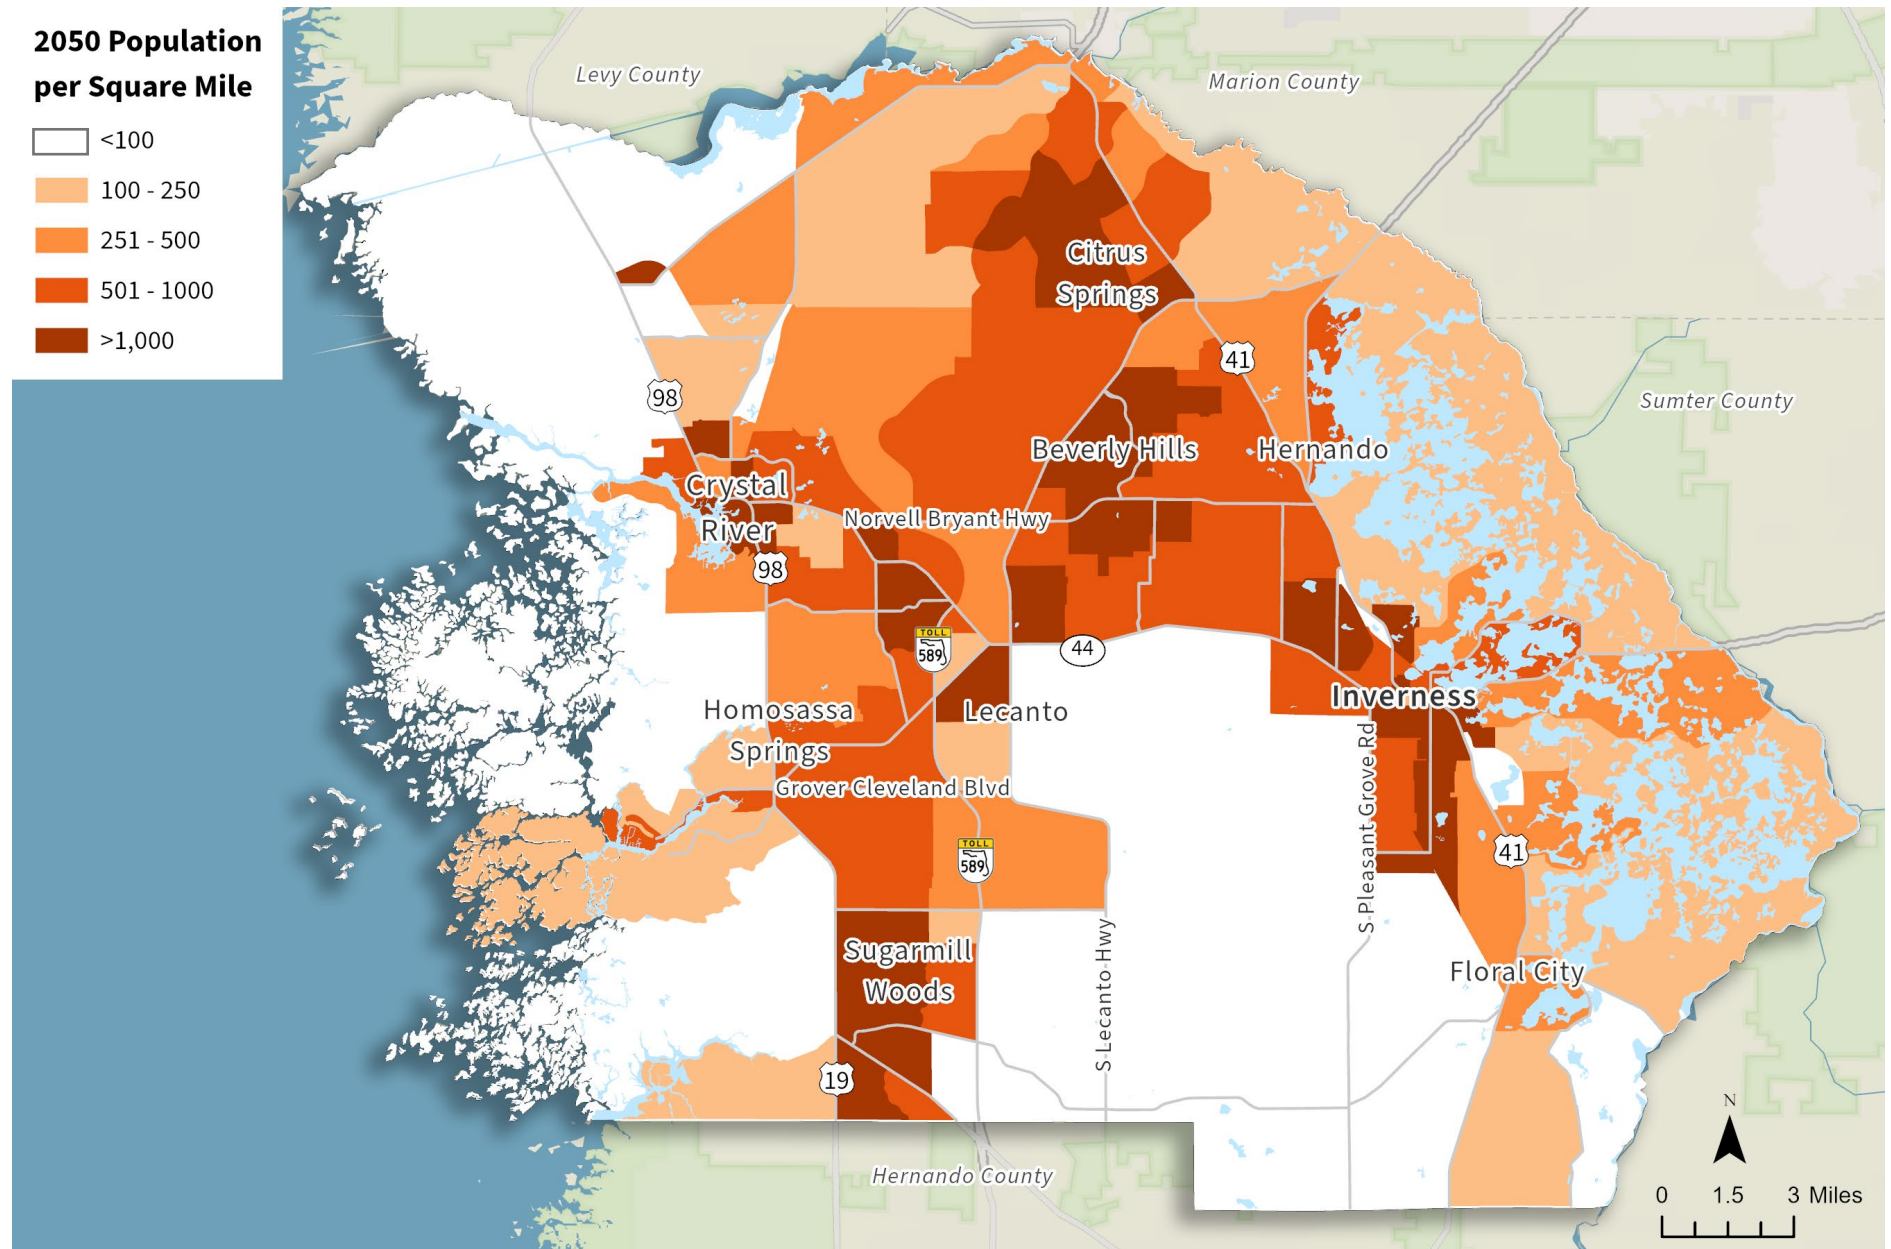 2050 Population
per Square Mile
<100
100 - 250
251 - 500
501 - 1000
>1,000
Levy County
Marion County
Citrus
Springs
41
98
Sumter County
Beverly Hills
Hernando
Crystal
River
Norvell Bryant Hwy
98
TOLL
589
44
Inverness
Homosassa
Springs
Lecanto
S Pleasant Grove Rd
Grover Cleveland Blvd
TOLL
589
41
Sugarmill
Woods
S Lecanto Hwy
Floral City
19
Hernando County
N
0 1.5 3 Miles